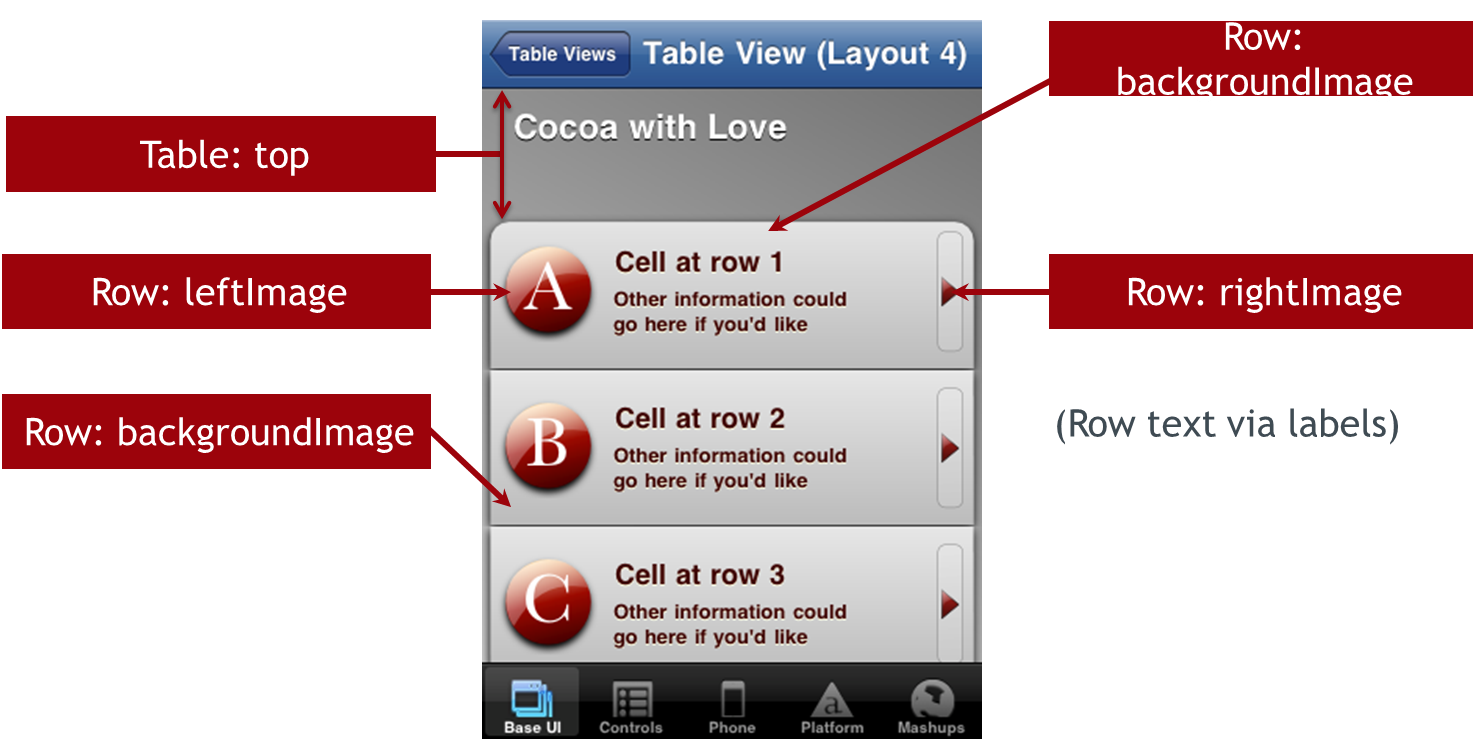 Table Views
Table View (Layout 4)
Row:
backgroundImage
Cocoa with Love
Table: top
A
Cell at row 1
Other information could
go here if you'd like
Row: leftImage
Row: rightImage
B
Cell at row 2
Other information could
go here if you'd like
Row: backgroundImage
(Row text via labels)
C
Cell at row 3
Other information could
go here if you'd like
Base UI
Controls
Phone
a
Platform
Mashups